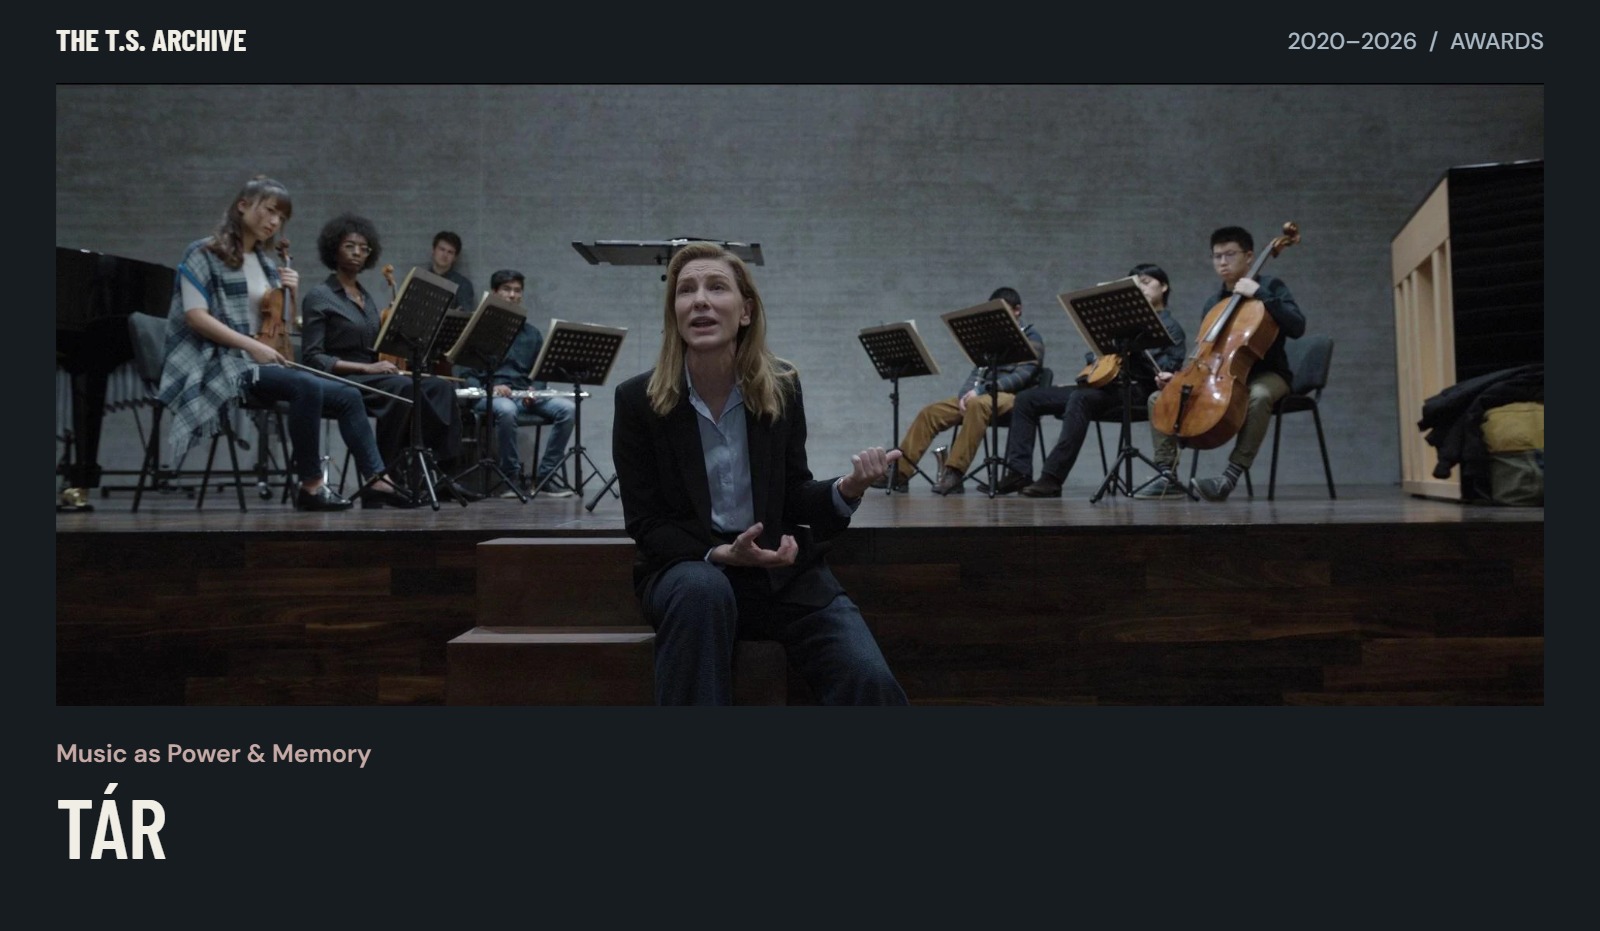 THE T.S. ARCHIVE
2020–2026 / AWARDS
Music as Power & Memory
TÁR